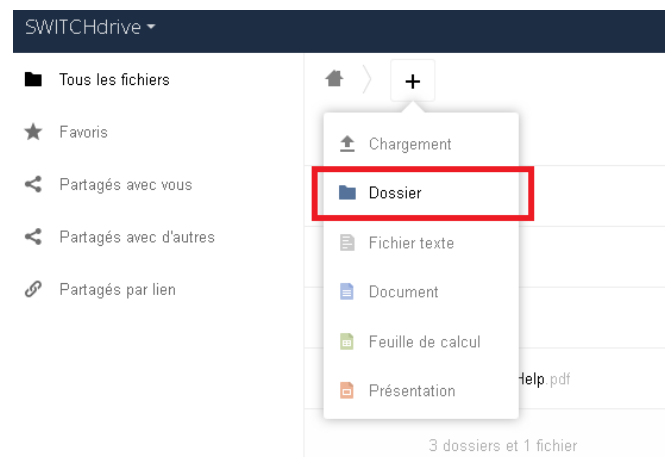 SWITCHdrive
Tous les fichiers
Favoris
Partagés avec vous
Partagés avec d'autres
Partagés par lien
+
Chargement
Dossier
Fichier texte
Document
Feuille de calcul
Présentation
Help.pdf
3 dossiers et 1 fichier